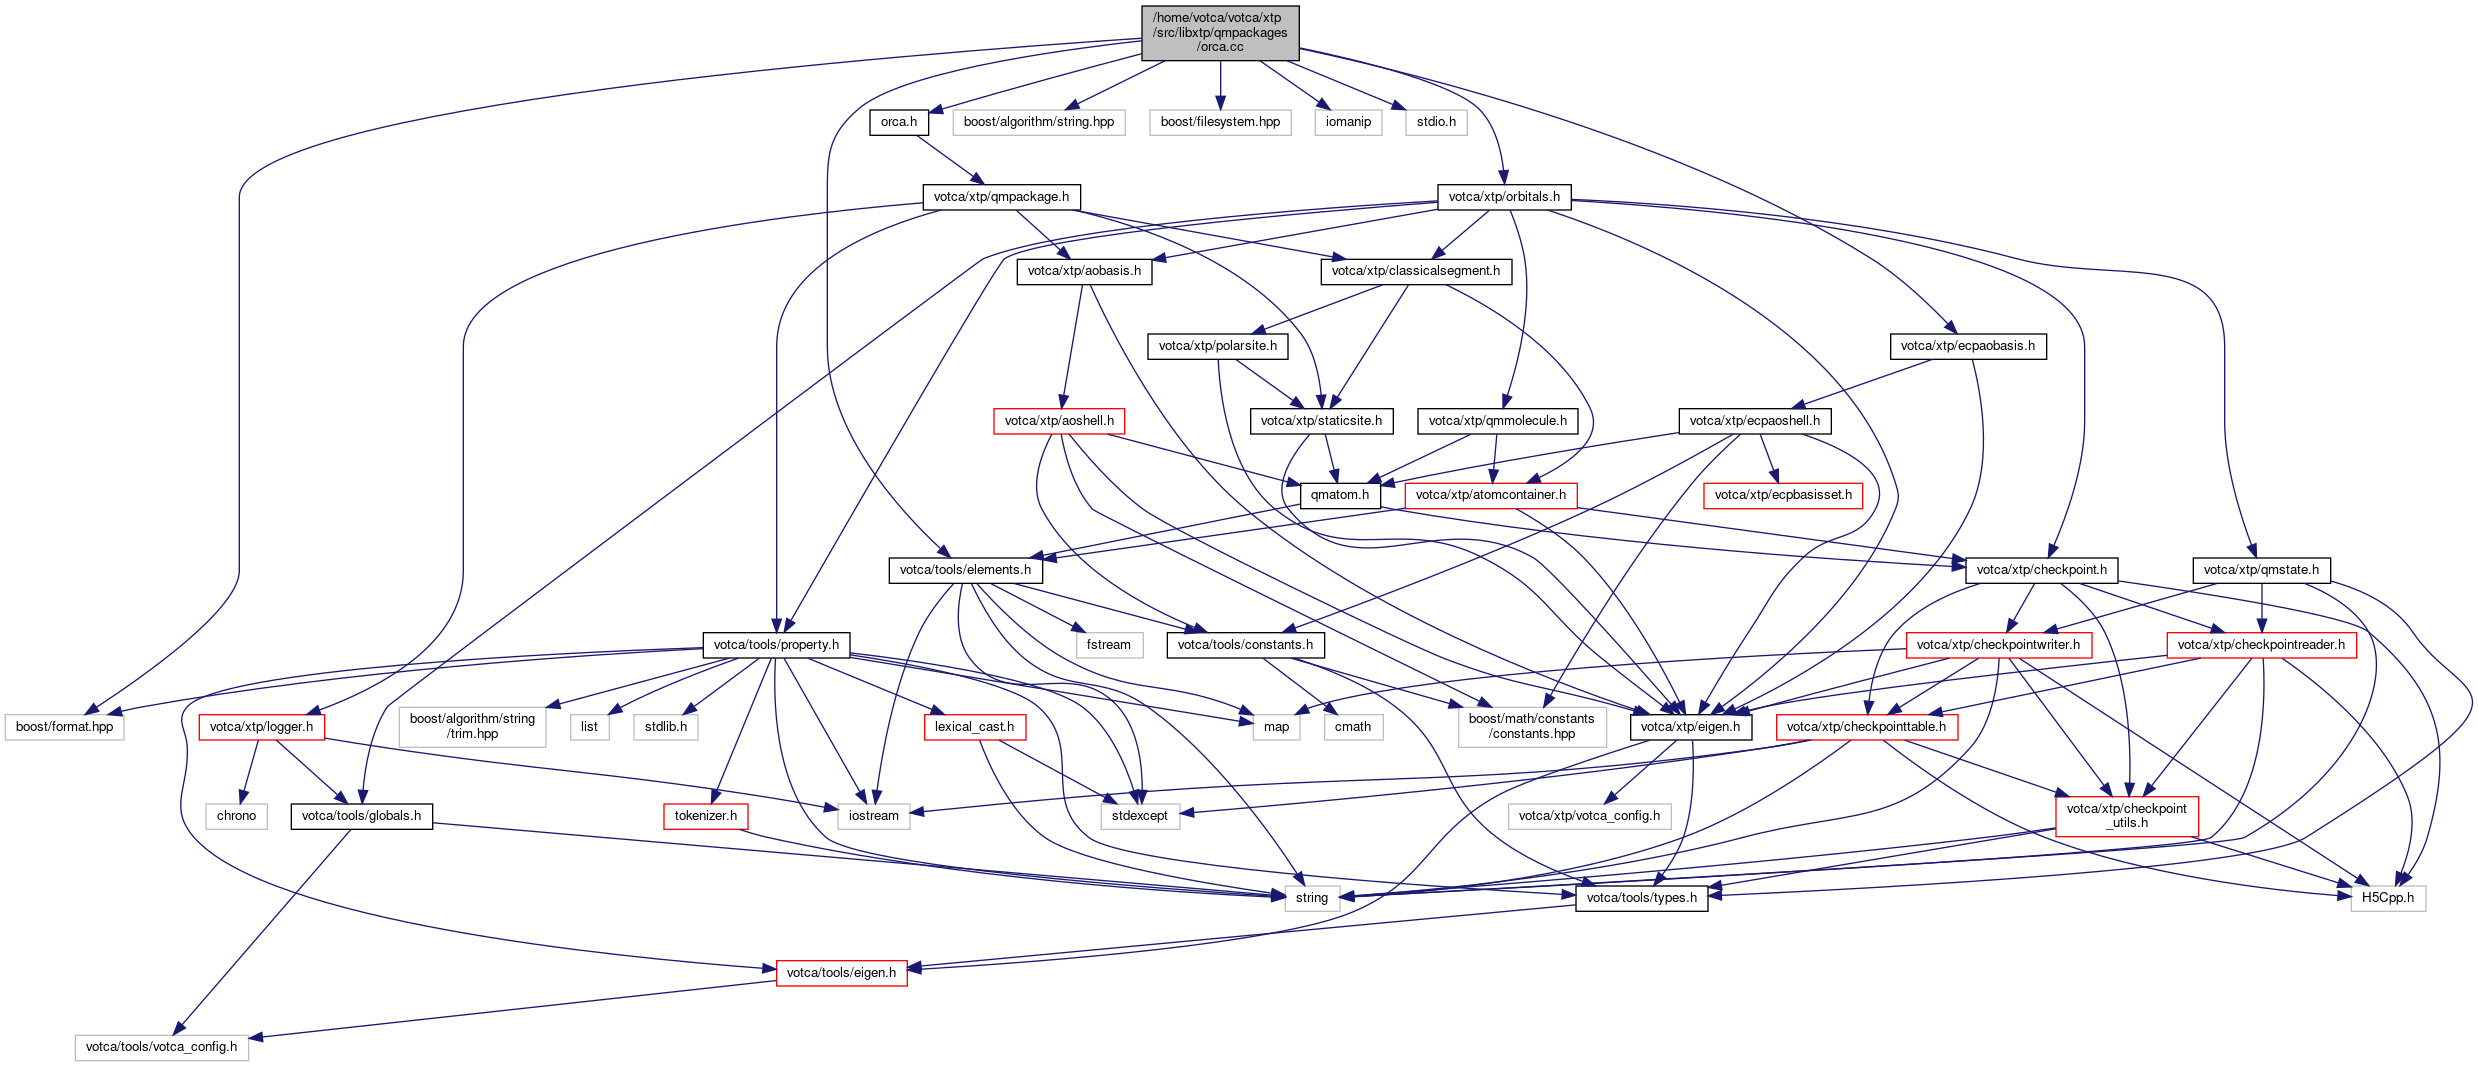 /home/votca/votca/xtp
/src/libxtp/qmpackages
/orca.cc
orca.h
boost/algorithm/string.hpp
boost/filesystem.hpp
iomanip
stdio.h
votca/xtp/qmpackage.h
votca/xtp/orbitals.h
votca/xtp/aobasis.h
votca/xtp/classicalsegment.h
votca/xtp/polarsite.h
votca/xtp/ecpaobasis.h
votca/xtp/aoshell.h
votca/xtp/staticsite.h
votca/xtp/qmmolecule.h
votca/xtp/ecpaoshell.h
qmatom.h
votca/xtp/atomcontainer.h
votca/xtp/ecpbasisset.h
votca/tools/elements.h
votca/xtp/checkpoint.h
votca/xtp/qmstate.h
votca/tools/property.h
fstream
votca/tools/constants.h
votca/xtp/checkpointwriter.h
votca/xtp/checkpointreader.h
boost/format.hpp
votca/xtp/logger.h
boost/algorithm/string
/trim.hpp
list
stdlib.h
lexical_cast.h
map
cmath
boost/math/constants
/constants.hpp
votca/xtp/eigen.h
votca/xtp/checkpointtable.h
chrono
votca/tools/globals.h
tokenizer.h
iostream
stdexcept
votca/xtp/votca_config.h
votca/xtp/checkpoint
_utils.h
string
votca/tools/types.h
H5Cpp.h
votca/tools/eigen.h
votca/tools/votca_config.h